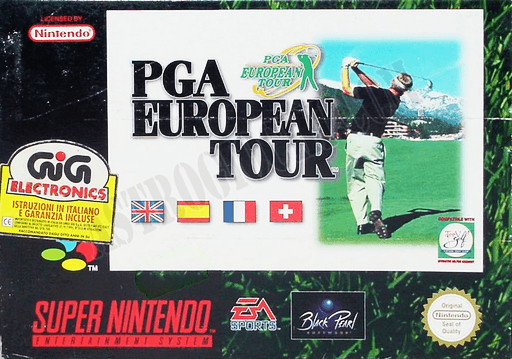 LICENSED BY
Nintendo
PGA
EUROPEAN
TOUR
PGA
EUROPEAN
TOUR
GiG
ELECTRONICS
ISTRUZIONI IN ITALIANO
E GARANZIA INCLUSE
TM
COMPATIBLE WITH
SUPER NINTENDO
ENTERTAINMENT SYSTEM
EA
SPORTS
Black Pearl
SOFTWARE
Original
Nintendo
Seal of
Quality